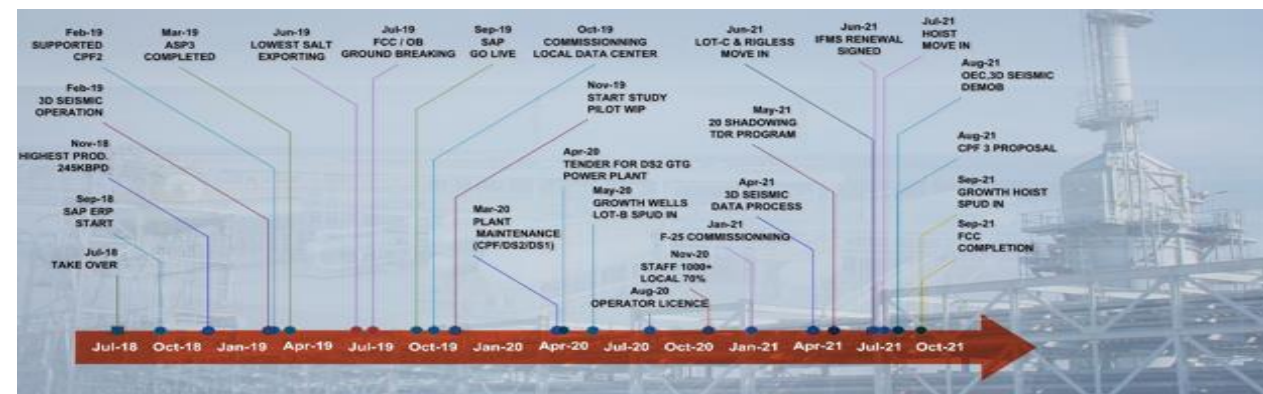 Feb-19
SUPPORTED
CPF2
Mar-19
ASP3
COMPLETED
Jun-19
LOWEST SALT
EXPORTING
Jul-19
FCC / OB
GROUND BREAKING
Sep-19
SAP
GO LIVE
Oct-19
COMMISSIONNING
LOCAL DATA CENTER
Jun-21
LOT-C & RIGLESS
MOVE IN
Jun-21
IFMS RENEWAL
SIGNED
Jul-21
HOIST
MOVE IN
Feb-19
3D SEISMIC
OPERATION
Nov-19
START STUDY
PILOT WIP
Aug-21
OEC,3D SEISMIC
DEMOB
May-21
20 SHADOWING
TDR PROGRAM
Nov-18
HIGHEST PROD.
245KBPD
Apr-20
TENDER FOR DS2 GTG
POWER PLANT
Aug-21
CPF 3 PROPOSAL
Sep-18
SAP ERP
START
May-20
GROWTH WELLS
LOT-B SPUD IN
Apr-21
3D SEISMIC
DATA PROCESS
Sep-21
GROWTH HOIST
SPUD IN
Mar-20
PLANT
MAINTENANCE
(CPF/DS2/DS1)
Jan-21
F-25 COMMISSIONNING
Sep-21
FCC
COMPLETION
Jul-18
TAKE OVER
Nov-20
STAFF 1000+
LOCAL 70%
Aug-20
OPERATOR LICENCE
Jul-18 Oct-18 Jan-19 Apr-19 Jul-19 Oct-19 Jan-20 Apr-20 Jul-20 Oct-20 Jan-21 Apr-21 Jul-21 Oct-21